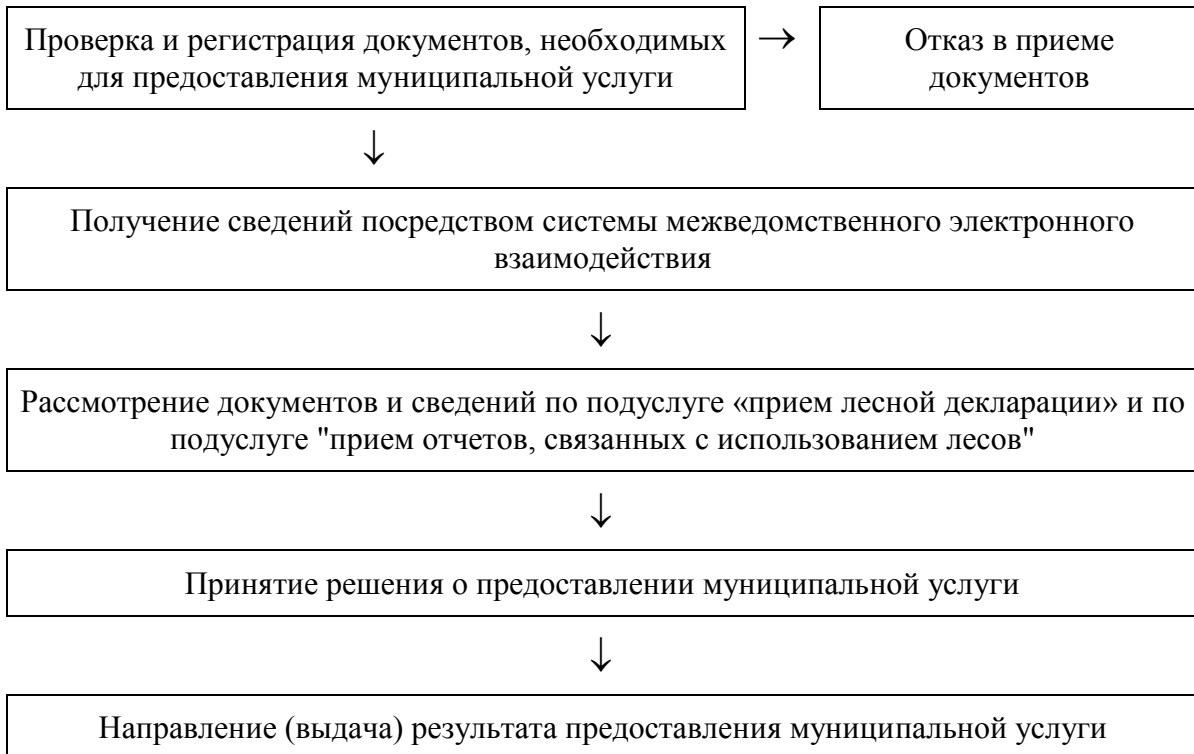 Проверка и регистрация документов, необходимых
для предоставления муниципальной услуги
→
Отказ в приеме
документов
↓
Получение сведений посредством системы межведомственного электронного
взаимодействия
↓
Рассмотрение документов и сведений по подуслуге «прием лесной декларации» и по
подуслуге "прием отчетов, связанных с использованием лесов"
↓
Принятие решения о предоставлении муниципальной услуги
↓
Направление (выдача) результата предоставления муниципальной услуги